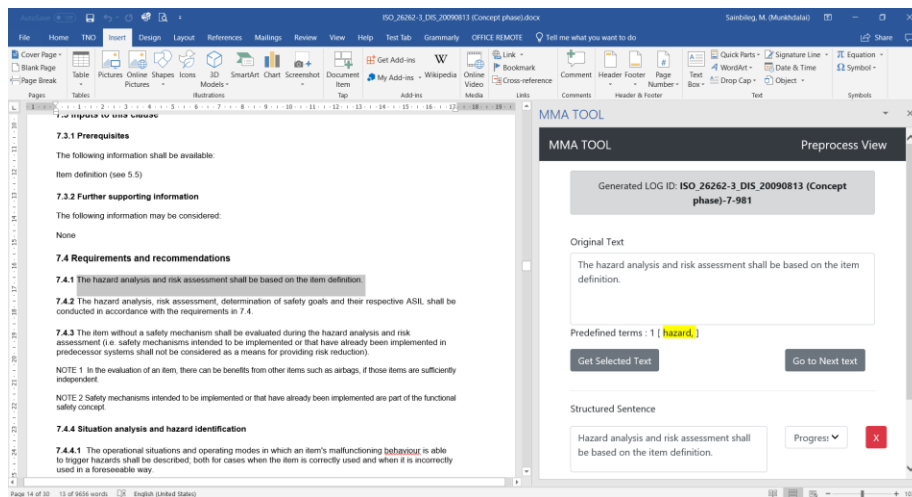 AutoSave
ISO_26262-3_DIS_20090813 (Concept phase).docx
Sainbileg, M. (Munkhdalai)
File Home TNO Insert Design Layout References Mailings Review View Help Test Tab Grammarly OFFICE REMOTE Tell me what you want to do Share
Cover Page
Blank Page
Page Break
Table
Pictures
Online Pictures
Shapes
Icons
3D Models
SmartArt
Chart
Screenshot
Document Item
Get Add-ins
My Add-ins
Wikipedia
Online Video
Link
Bookmark
Cross-reference
Comment
Header
Footer
Page Number
Text Box
Quick Parts
WordArt
Drop Cap
Signature Line
Date & Time
Object
Equation
Symbol
Pages Tables Illustrations Tap Add-ins Media Links Comments Header & Footer Text Symbols
7.3 Inputs to this Clause
7.3.1 Prerequisites
The following information shall be available:
Item definition (see 5.5)
7.3.2 Further supporting information
The following information may be considered:
None
7.4 Requirements and recommendations
7.4.1 The hazard analysis and risk assessment shall be based on the item definition.
7.4.2 The hazard analysis, risk assessment, determination of safety goals and their respective ASIL shall be
conducted in accordance with the requirements in 7.4.
7.4.3 The item without a safety mechanism shall be evaluated during the hazard analysis and risk
assessment (i.e. safety mechanisms intended to be implemented or that have already been implemented in
predecessor systems shall not be considered as a means for providing risk reduction).
NOTE 1 In the evaluation of an item, there can be benefits from other items such as airbags, if those items are sufficiently
independent.
NOTE 2 Safety mechanisms intended to be implemented or that have already been implemented are part of the functional
safety concept.
7.4.4 Situation analysis and hazard identification
7.4.4.1 The operational situations and operating modes in which an item's malfunctioning behaviour is able
to trigger hazards shall be described; both for cases when the item is correctly used and when it is incorrectly
used in a foreseeable way.
MMA TOOL
MMA TOOL Preprocess View
Generated LOG ID: ISO_26262-3_DIS_20090813 (Concept
phase)-7-981
Original Text
The hazard analysis and risk assessment shall be based on the item
definition.
Predefined terms : 1 [ hazard, ]
Get Selected Text Go to Next text
Structured Sentence
Hazard analysis and risk assessment shall
be based on the item definition.
Progres:
X
Page 14 of 30 13 of 9656 words English (United States)